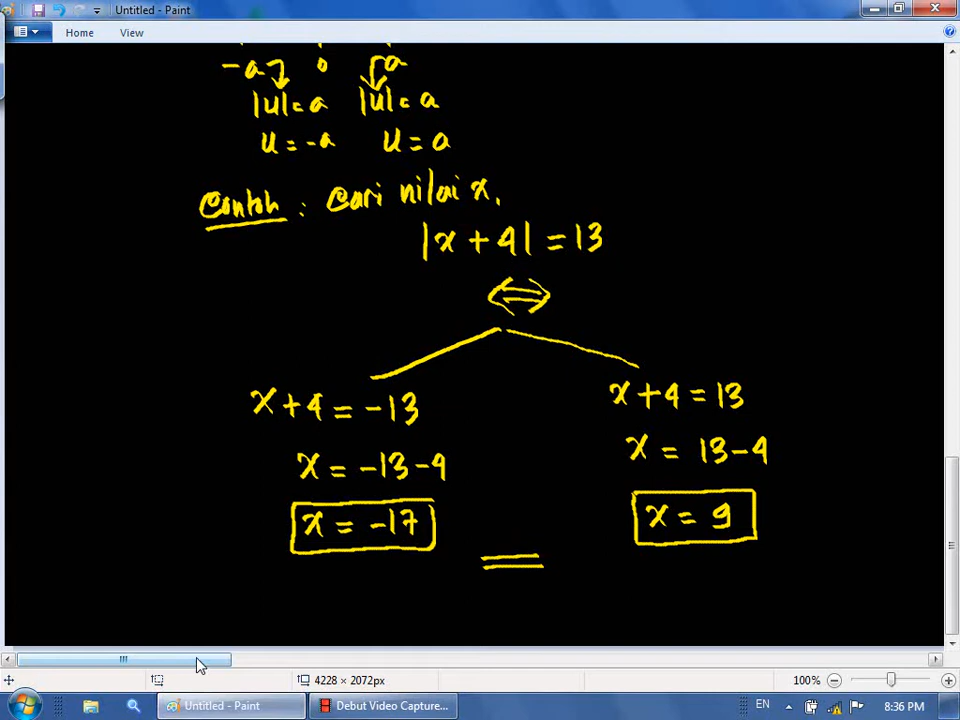 Untitled - Paint
Home View
-a 0 a
|u| = a |u| = a
u = -a u = a
Contoh : Cari nilai x.
|x + 4| = 13
x + 4 = -13 x + 4 = 13
x = -13 - 4 x = 13 - 4
x = -17 x = 9
4228 × 2072px 100%
Untitled - Paint Debut Video Capture... EN 8:36 PM